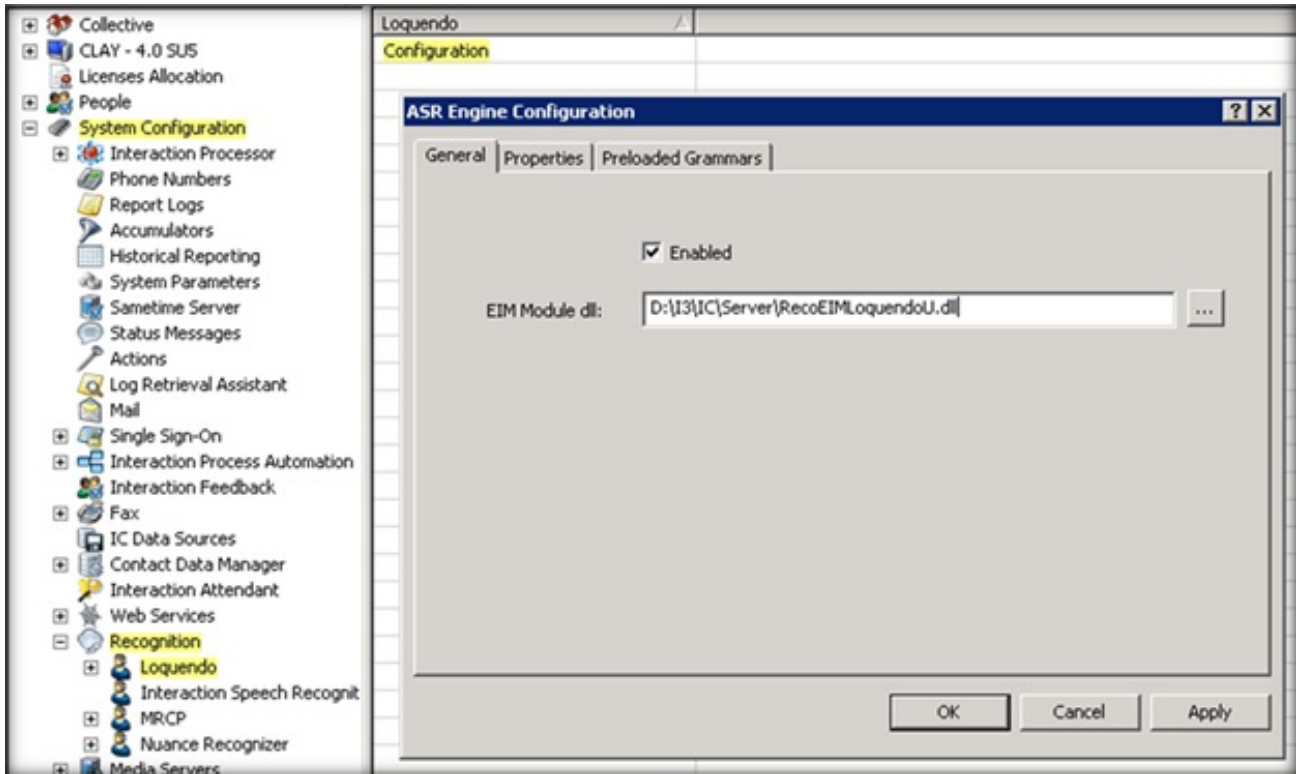 Collective
CLAY - 4.0 SU5
Licenses Allocation
People
System Configuration
Interaction Processor
Phone Numbers
Report Logs
Accumulators
Historical Reporting
System Parameters
Sametime Server
Status Messages
Actions
Log Retrieval Assistant
Mail
Single Sign-On
Interaction Process Automation
Interaction Feedback
Fax
IC Data Sources
Contact Data Manager
Interaction Attendant
Web Services
Recognition
Loquendo
Interaction Speech Recognit
MRCP
Nuance Recognizer
Media Servers
Loquendo
Configuration
ASR Engine Configuration
General Properties Preloaded Grammars
Enabled
EIM Module dll: D:\I3\IC\Server\RecoEIMLoquendoU.dll ...
OK Cancel Apply